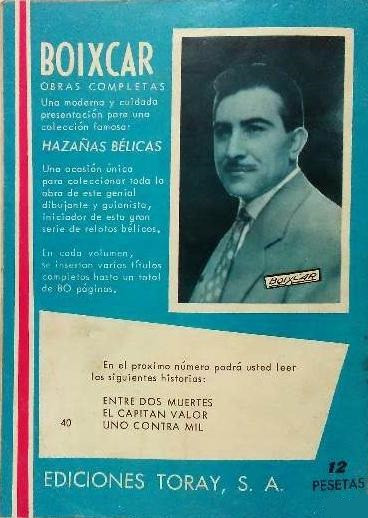 BOIXCAR
OBRAS COMPLETAS
Una moderna y cuidada
presentación para una
colección famosa:
HAZAÑAS BÉLICAS
Una ocasión única
para coleccionar toda la
obra de este genial
dibujante y guionista,
iniciador de esta gran
serie de relatos bélicos.
En cada volumen,
se insertan varios títulos
completos hasta un total
de 80 páginas.
BOIXCAR
En el proximo número podrá usted leer
las siguientes historias:
ENTRE DOS MUERTES
EL CAPITAN VALOR
40 UNO CONTRA MIL
EDICIONES TORAY, S. A.
12
PESETAS